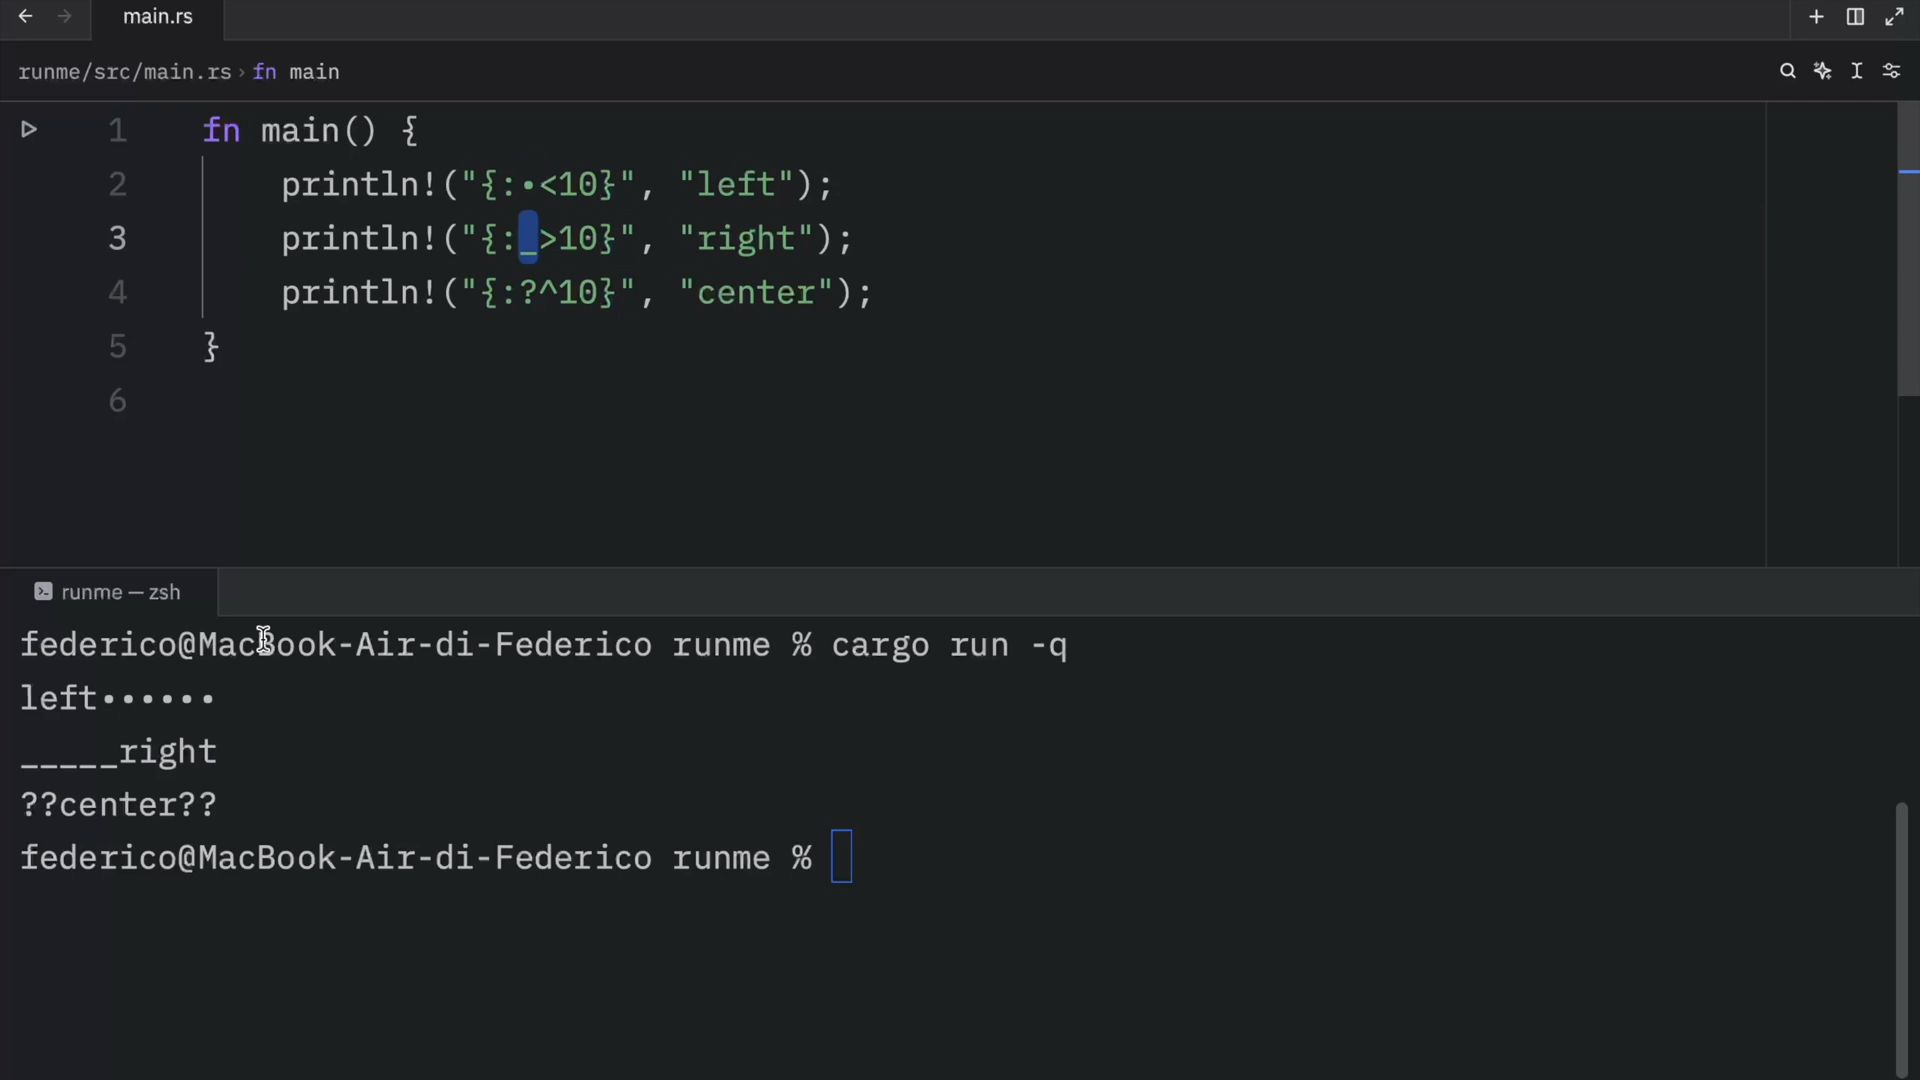 main.rs
runme/src/main.rs › fn main
1 fn main() {
2 println!("{:•<10}", "left");
3 println!("{:_>10}", "right");
4 println!("{:?^10}", "center");
5 }
6
runme — zsh
federico@MacBook-Air-di-Federico runme % cargo run -q
left••••••
_____right
??center??
federico@MacBook-Air-di-Federico runme %